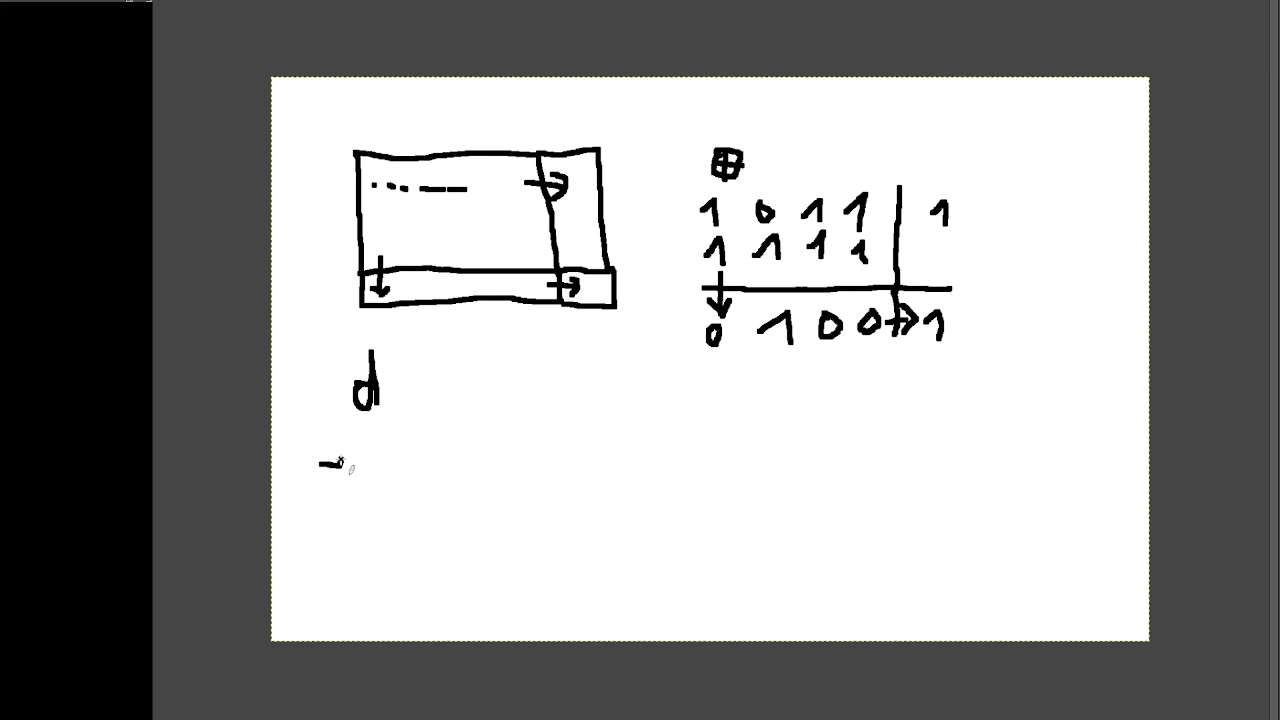 ⊕
1 0 1 1 | 1
1 1 1 1 |
0 1 0 0 → 1
d